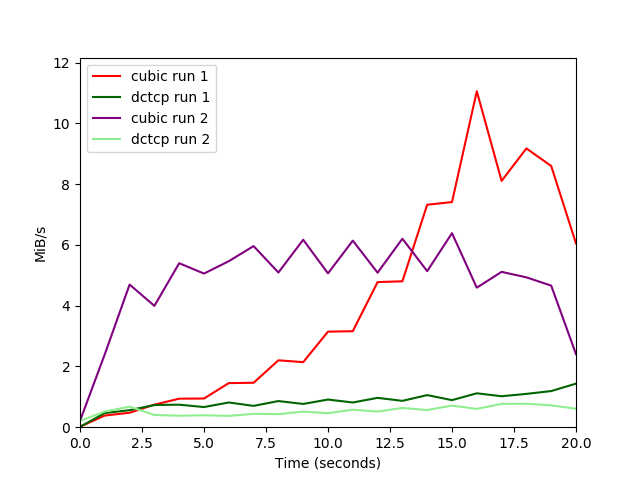 MiB/s
12
10
8
6
4
2
0
cubic run 1
dctcp run 1
cubic run 2
dctcp run 2
0.0 2.5 5.0 7.5 10.0 12.5 15.0 17.5 20.0
Time (seconds)